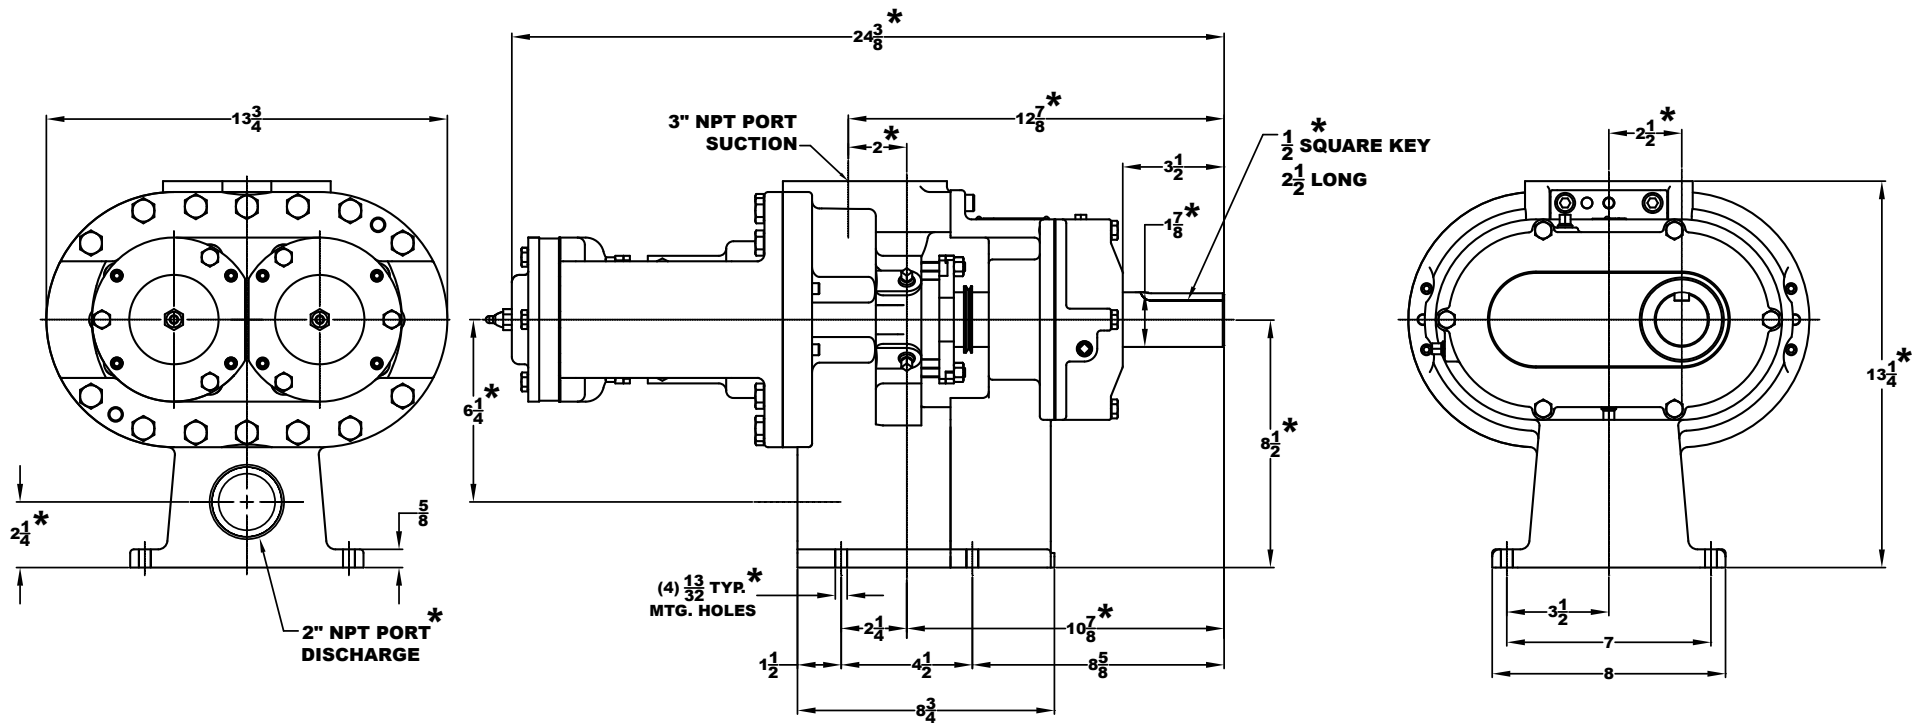 13 3/4
2 1/4*
5/8
2" NPT PORT*
DISCHARGE
24 3/8*
12 7/8*
3" NPT PORT
SUCTION
2*
3 1/2
1/2* SQUARE KEY
2 1/2 LONG
1 7/8*
6 1/4*
8 1/2*
(4) 13/32 TYP.*
MTG. HOLES
2 1/4
10 7/8*
1 1/2
4 1/2
8 5/8
8 3/4
2 1/2*
13 1/4*
3 1/2
7
8